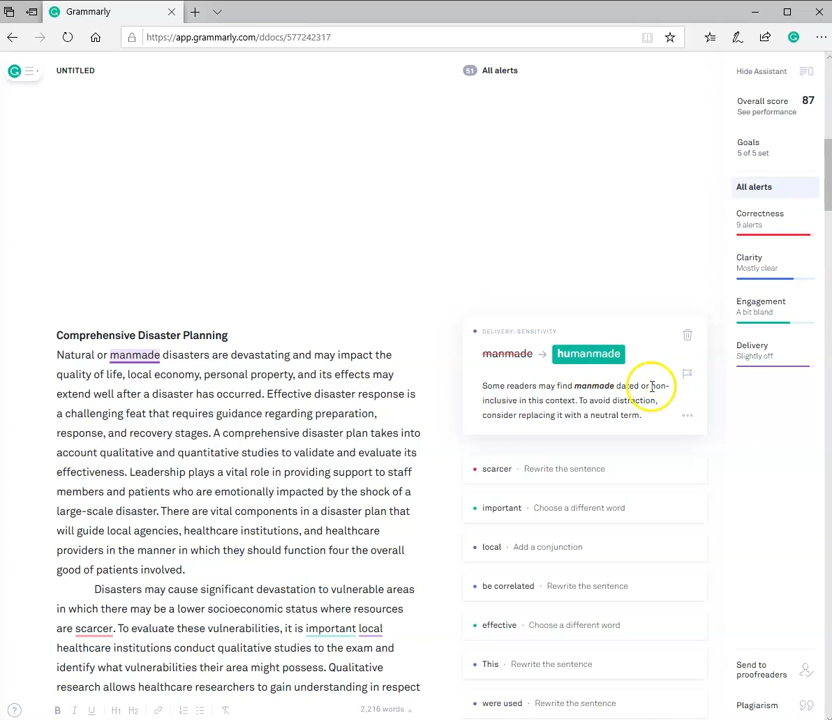 Grammarly
https://app.grammarly.com/ddocs/577242317
UNTITLED
51 All alerts
Hide Assistant
Overall score 87
See performance
Goals
5 of 5 set
All alerts
Correctness
9 alerts
Clarity
Mostly clear
Engagement
A bit bland
Delivery
Slightly off
Comprehensive Disaster Planning
Natural or manmade disasters are devastating and may impact the
quality of life, local economy, personal property, and its effects may
extend well after a disaster has occurred. Effective disaster response is
a challenging feat that requires guidance regarding preparation,
response, and recovery stages. A comprehensive disaster plan takes into
account qualitative and quantitative studies to validate and evaluate its
effectiveness. Leadership plays a vital role in providing support to staff
members and patients who are emotionally impacted by the shock of a
large-scale disaster. There are vital components in a disaster plan that
will guide local agencies, healthcare institutions, and healthcare
providers in the manner in which they should function four the overall
good of patients involved.
Disasters may cause significant devastation to vulnerable areas
in which there may be a lower socioeconomic status where resources
are scarcer. To evaluate these vulnerabilities, it is important local
healthcare institutions conduct qualitative studies to the exam and
identify what vulnerabilities their area might possess. Qualitative
research allows healthcare researchers to gain understanding in respect
DELIVERY: SENSITIVITY
manmade → humanmade
Some readers may find manmade dated or non-
inclusive in this context. To avoid distraction,
consider replacing it with a neutral term.
scarcer · Rewrite the sentence
important · Choose a different word
local · Add a conjunction
be correlated · Rewrite the sentence
effective · Choose a different word
This · Rewrite the sentence
were used · Rewrite the sentence
Send to
proofreaders
Plagiarism
B I U H1 H2
2,216 words